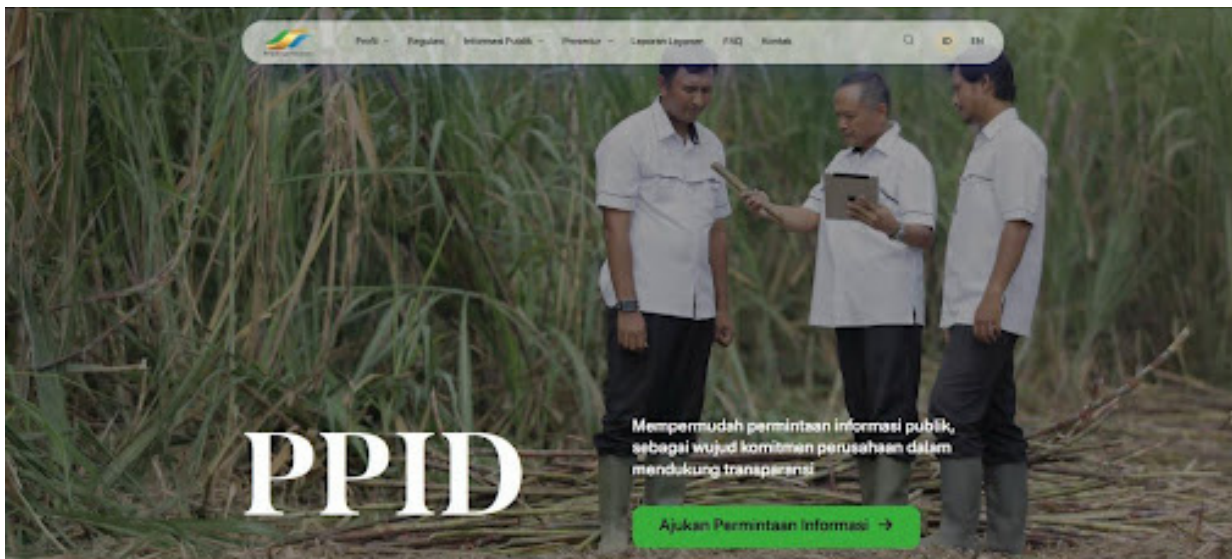 Profil Regulasi Informasi Publik Prosedur Laporan Layanan FAQ Kontak ID EN
PPID
Mempermudah permintaan informasi publik,
sebagai wujud komitmen perusahaan dalam
mendukung transparansi
Ajukan Permintaan Informasi →